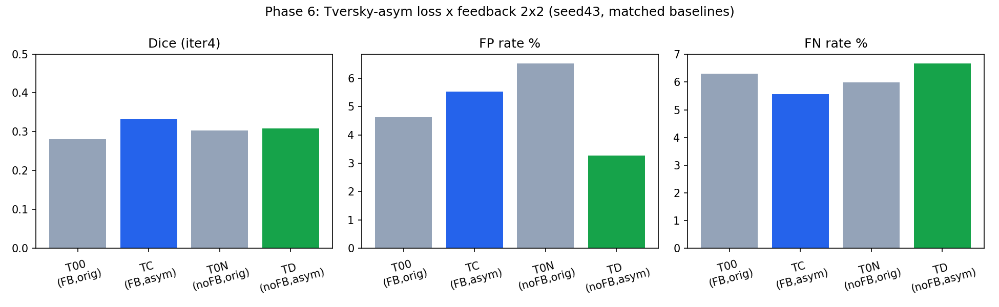 Phase 6: Tversky-asym loss x feedback 2x2 (seed43, matched baselines)
Dice (iter4)
0.5
0.4
0.3
0.2
0.1
0.0
T00
(FB,orig)
TC
(FB,asym)
T0N
(noFB,orig)
TD
(noFB,asym)
FP rate %
6
5
4
3
2
1
0
T00
(FB,orig)
TC
(FB,asym)
T0N
(noFB,orig)
TD
(noFB,asym)
FN rate %
7
6
5
4
3
2
1
0
T00
(FB,orig)
TC
(FB,asym)
T0N
(noFB,orig)
TD
(noFB,asym)